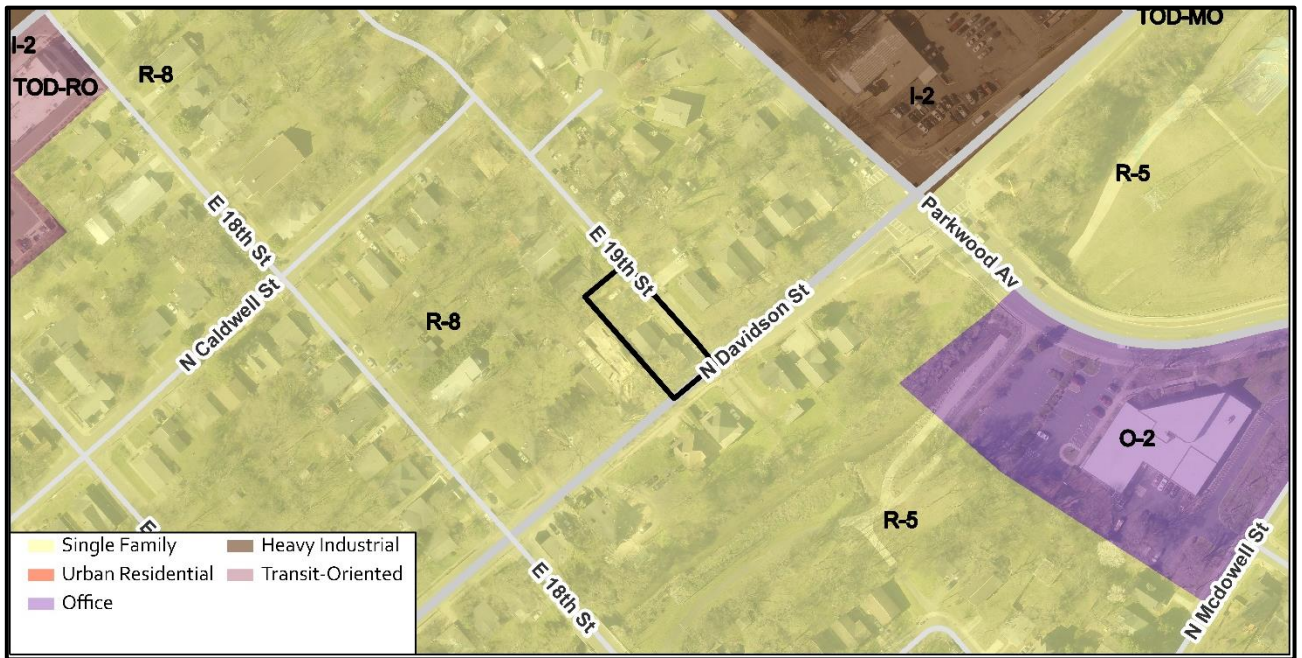 TOD-MO
I-2
TOD-RO
R-8
I-2
R-5
E 18th St
E 19th St
Parkwood Av
N Caldwell St
R-8
N Davidson St
O-2
R-5
E
E 18th St
N Mcdowell St
Single Family
Heavy Industrial
Urban Residential
Transit-Oriented
Office